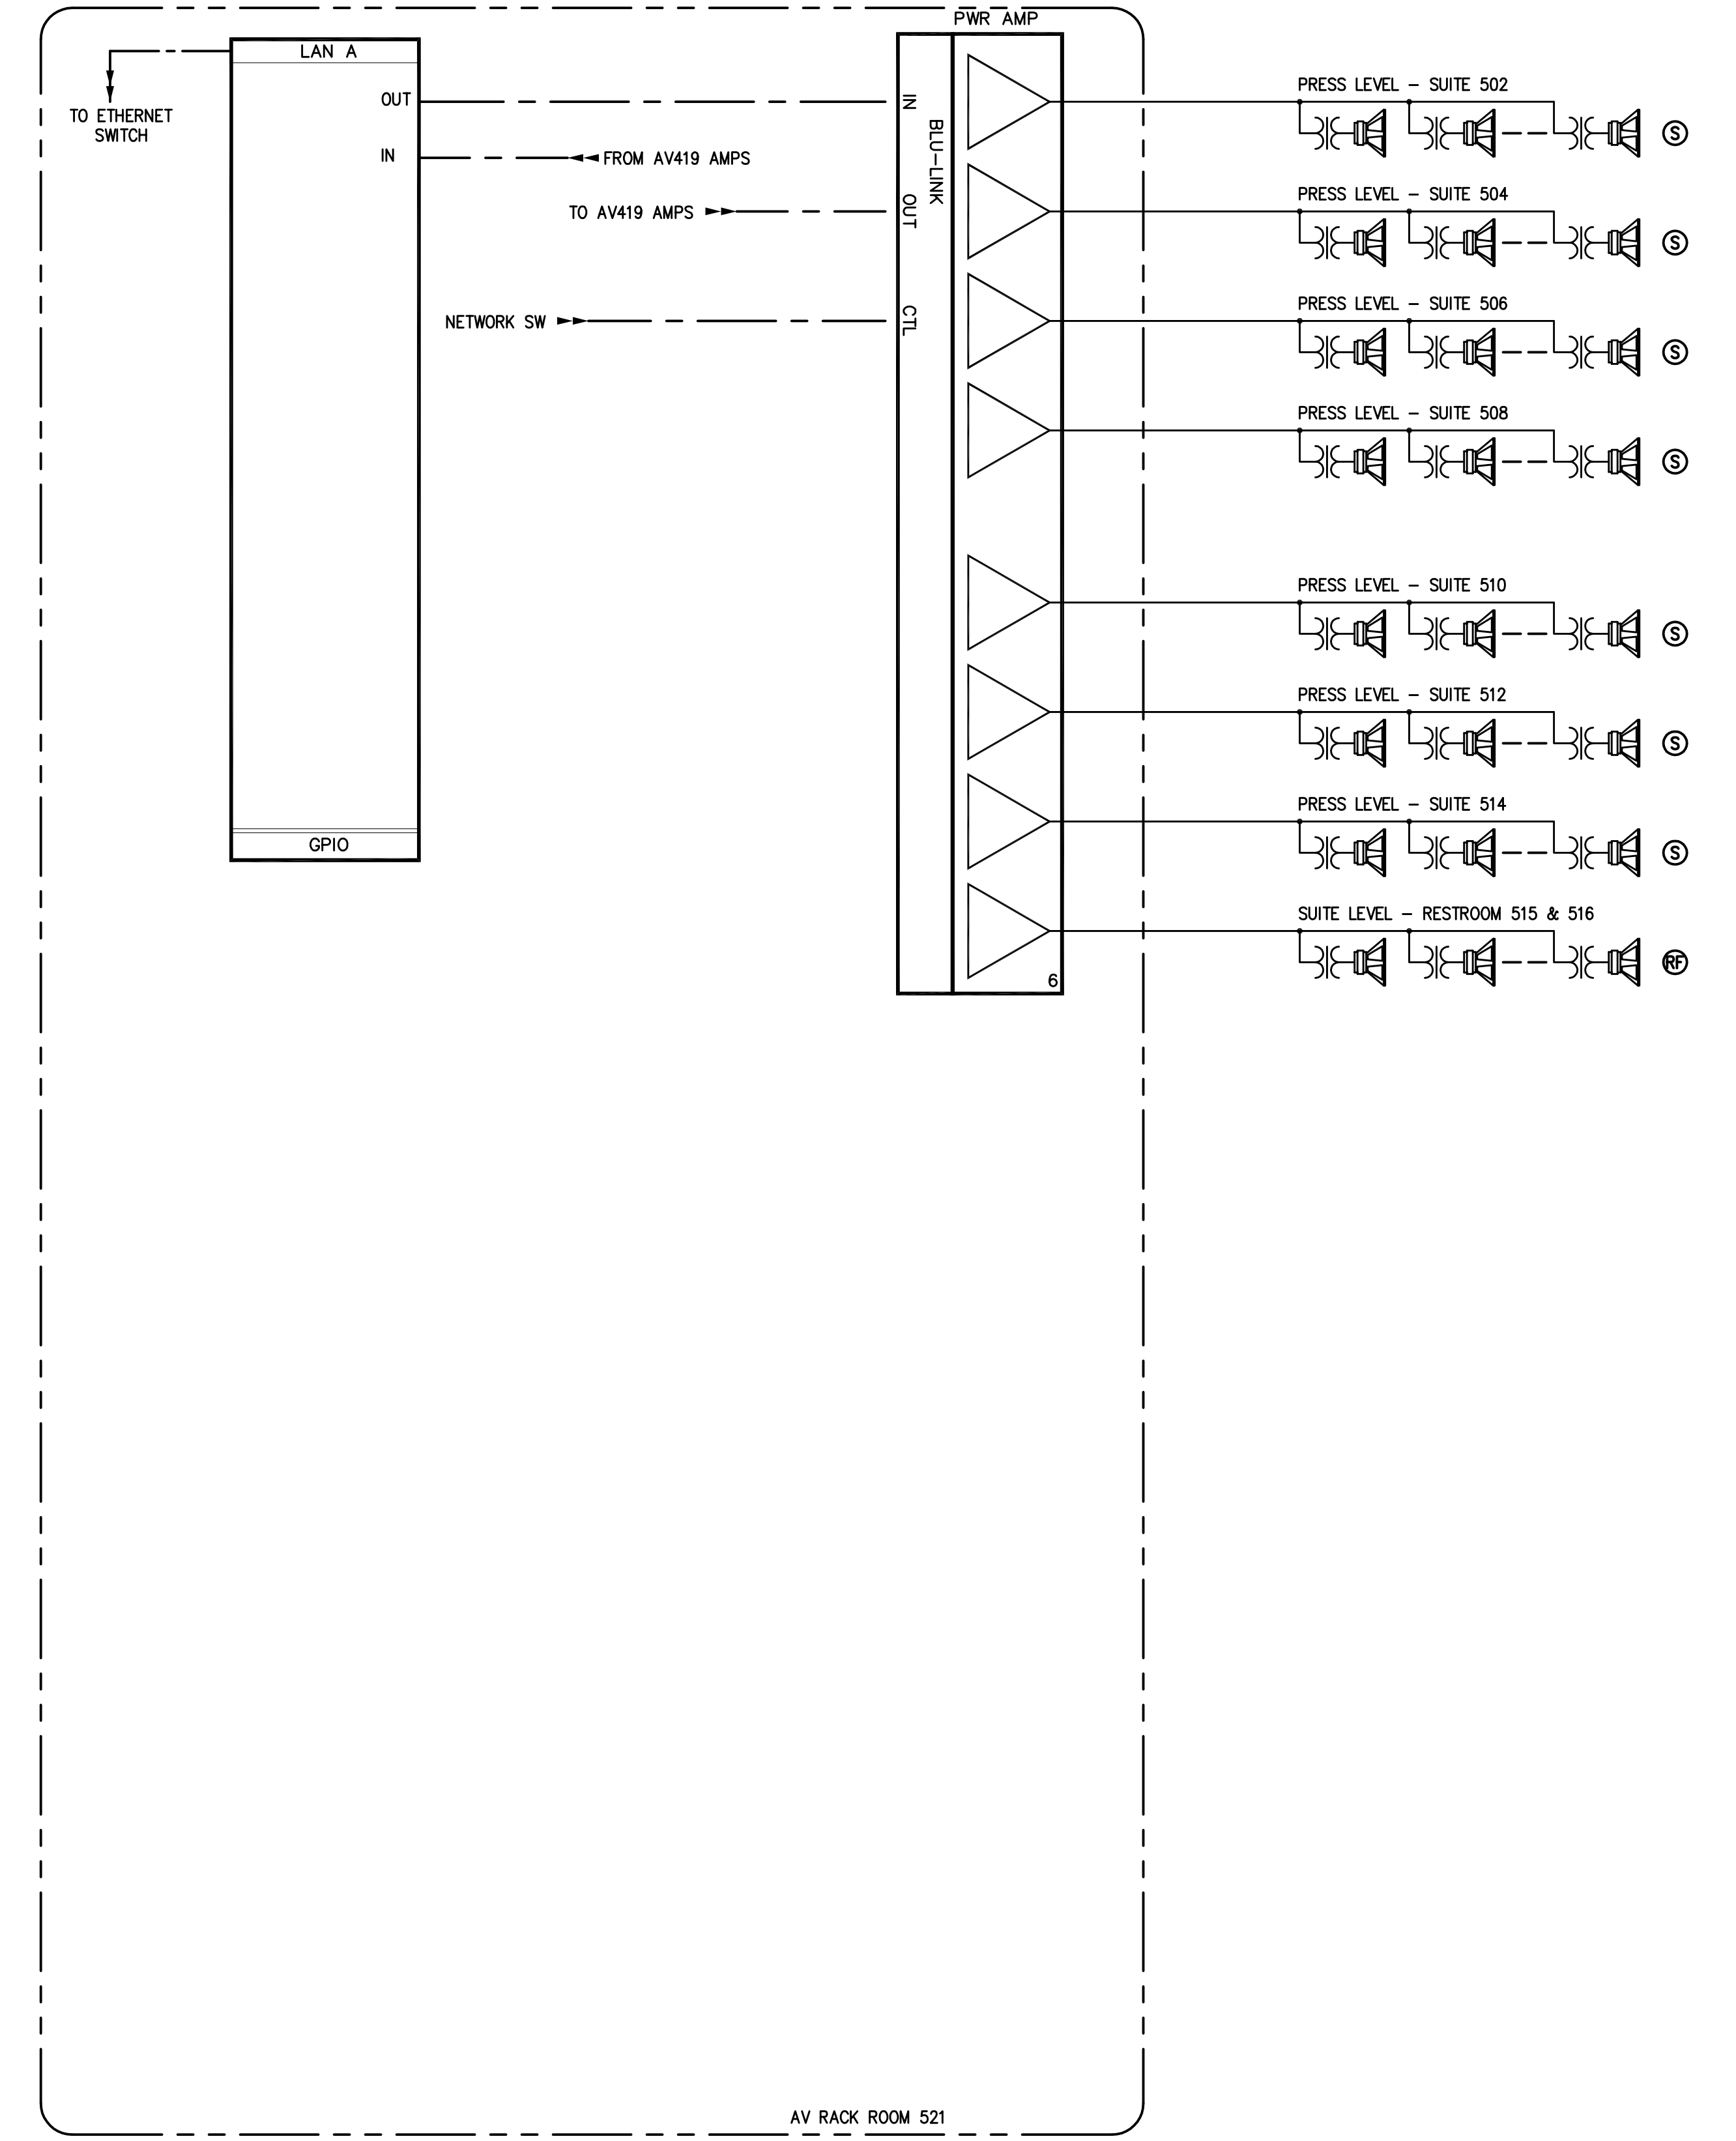 PWR AMP
LAN A
OUT
IN
TO ETHERNET
SWITCH
FROM AV419 AMPS
TO AV419 AMPS
NETWORK SW
GPIO
IN
BLU-LINK
OUT
CTL
6
PRESS LEVEL - SUITE 502
S
PRESS LEVEL - SUITE 504
S
PRESS LEVEL - SUITE 506
S
PRESS LEVEL - SUITE 508
S
PRESS LEVEL - SUITE 510
S
PRESS LEVEL - SUITE 512
S
PRESS LEVEL - SUITE 514
S
SUITE LEVEL - RESTROOM 515 & 516
RF
AV RACK ROOM 521